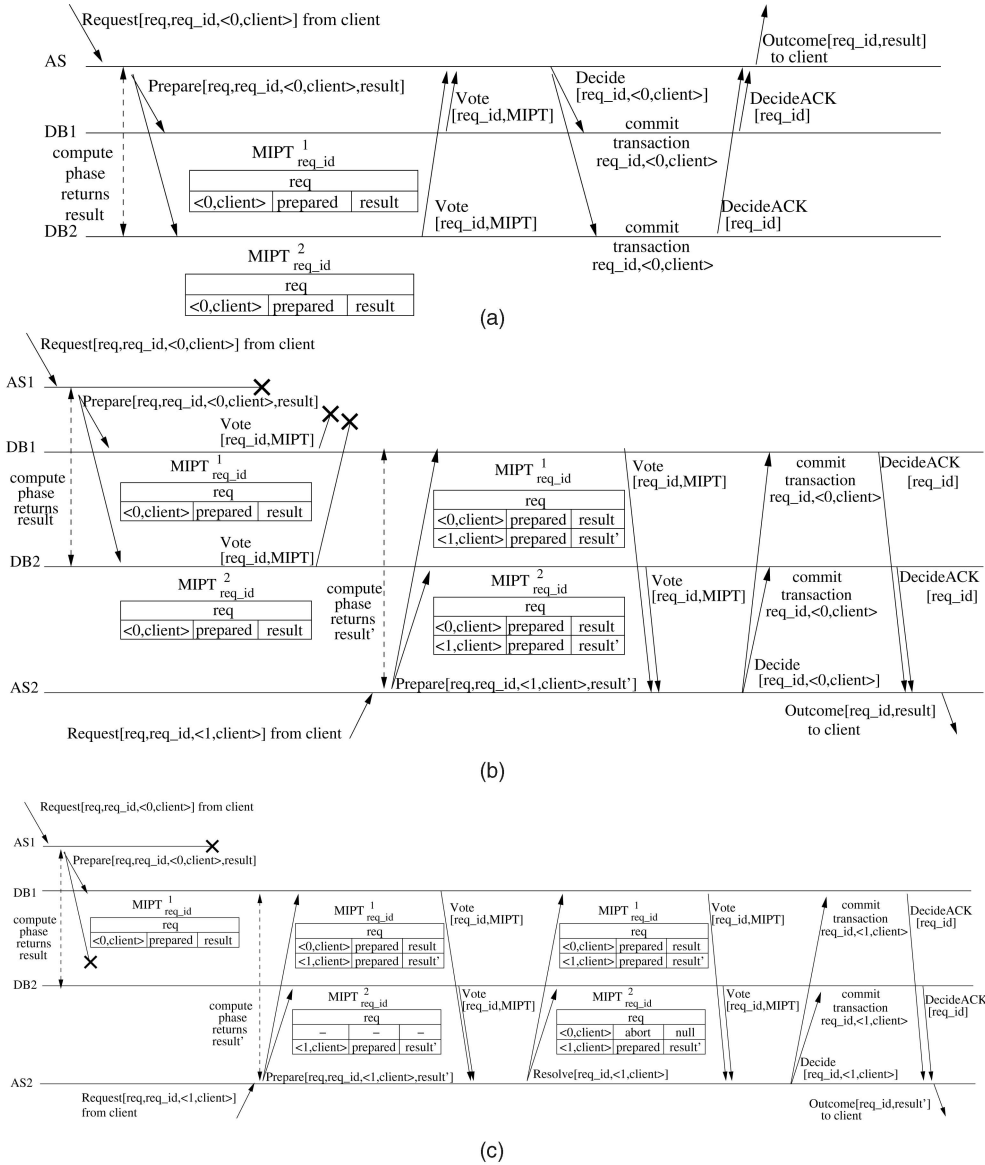 Request[req,req_id,<0,client>] from client
Outcome[req_id,result]
to client
AS
Prepare[req,req_id,<0,client>,result]
Vote
[req_id,MIPT]
Decide
[req_id,<0,client>]
DecideACK
[req_id]
DB1
compute
phase
returns
result
MIPT 1 req_id
req
<0,client> prepared result
commit
transaction
req_id,<0,client>
Vote
[req_id,MIPT]
DecideACK
[req_id]
DB2
MIPT 2 req_id
req
<0,client> prepared result
commit
transaction
req_id,<0,client>
(a)
Request[req,req_id,<0,client>] from client
AS1
Prepare[req,req_id,<0,client>,result]
Vote
[req_id,MIPT]
DB1
compute
phase
returns
result
MIPT 1 req_id
req
<0,client> prepared result
MIPT 1 req_id
req
<0,client> prepared result
<1,client> prepared result'
Vote
[req_id,MIPT]
commit
transaction
req_id,<0,client>
DecideACK
[req_id]
Vote
[req_id,MIPT]
DB2
MIPT 2 req_id
req
<0,client> prepared result
compute
phase
returns
result'
MIPT 2 req_id
req
<0,client> prepared result
<1,client> prepared result'
Vote
[req_id,MIPT]
commit
transaction
req_id,<0,client>
DecideACK
[req_id]
AS2
Prepare[req,req_id,<1,client>,result']
Decide
[req_id,<0,client>]
Request[req,req_id,<1,client>] from client
Outcome[req_id,result]
to client
(b)
Request[req,req_id,<0,client>] from client
AS1
Prepare[req,req_id,<0,client>,result]
DB1
compute
phase
returns
result
MIPT 1 req_id
req
<0,client> prepared result
MIPT 1 req_id
req
<0,client> prepared result
<1,client> prepared result'
Vote
[req_id,MIPT]
MIPT 1 req_id
req
<0,client> prepared result
<1,client> prepared result'
Vote
[req_id,MIPT]
commit
transaction
req_id,<1,client>
DecideACK
[req_id]
DB2
compute
phase
returns
result'
MIPT 2 req_id
req
– – –
<1,client> prepared result'
Vote
[req_id,MIPT]
MIPT 2 req_id
req
<0,client> abort null
<1,client> prepared result'
Vote
[req_id,MIPT]
commit
transaction
req_id,<1,client>
DecideACK
[req_id]
AS2
Prepare[req,req_id,<1,client>,result']
Resolve[req_id,<1,client>]
Decide
[req_id,<1,client>]
Request[req,req_id,<1,client>]
from client
Outcome[req_id,result']
to client
(c)